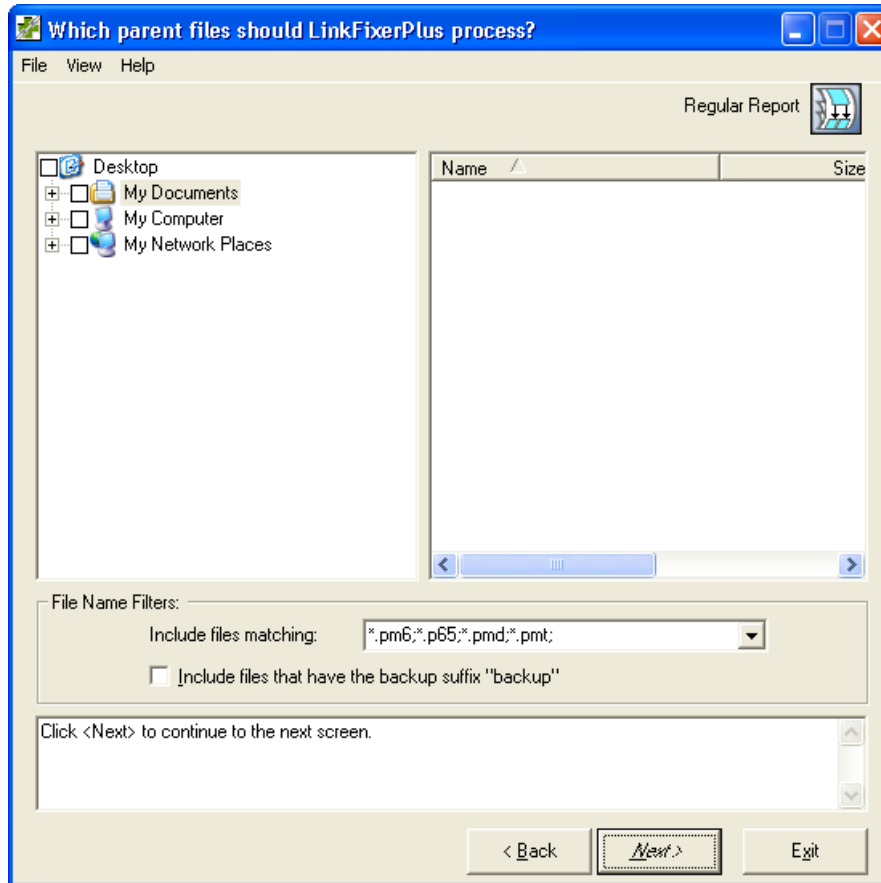 Which parent files should LinkFixerPlus process?
File View Help
Regular Report
Desktop
My Documents
My Computer
My Network Places
Name Size
File Name Filters:
Include files matching: *.pm6;*.p65;*.pmd;*.pmt;
Include files that have the backup suffix "backup"
Click <Next> to continue to the next screen.
< Back Next > Exit